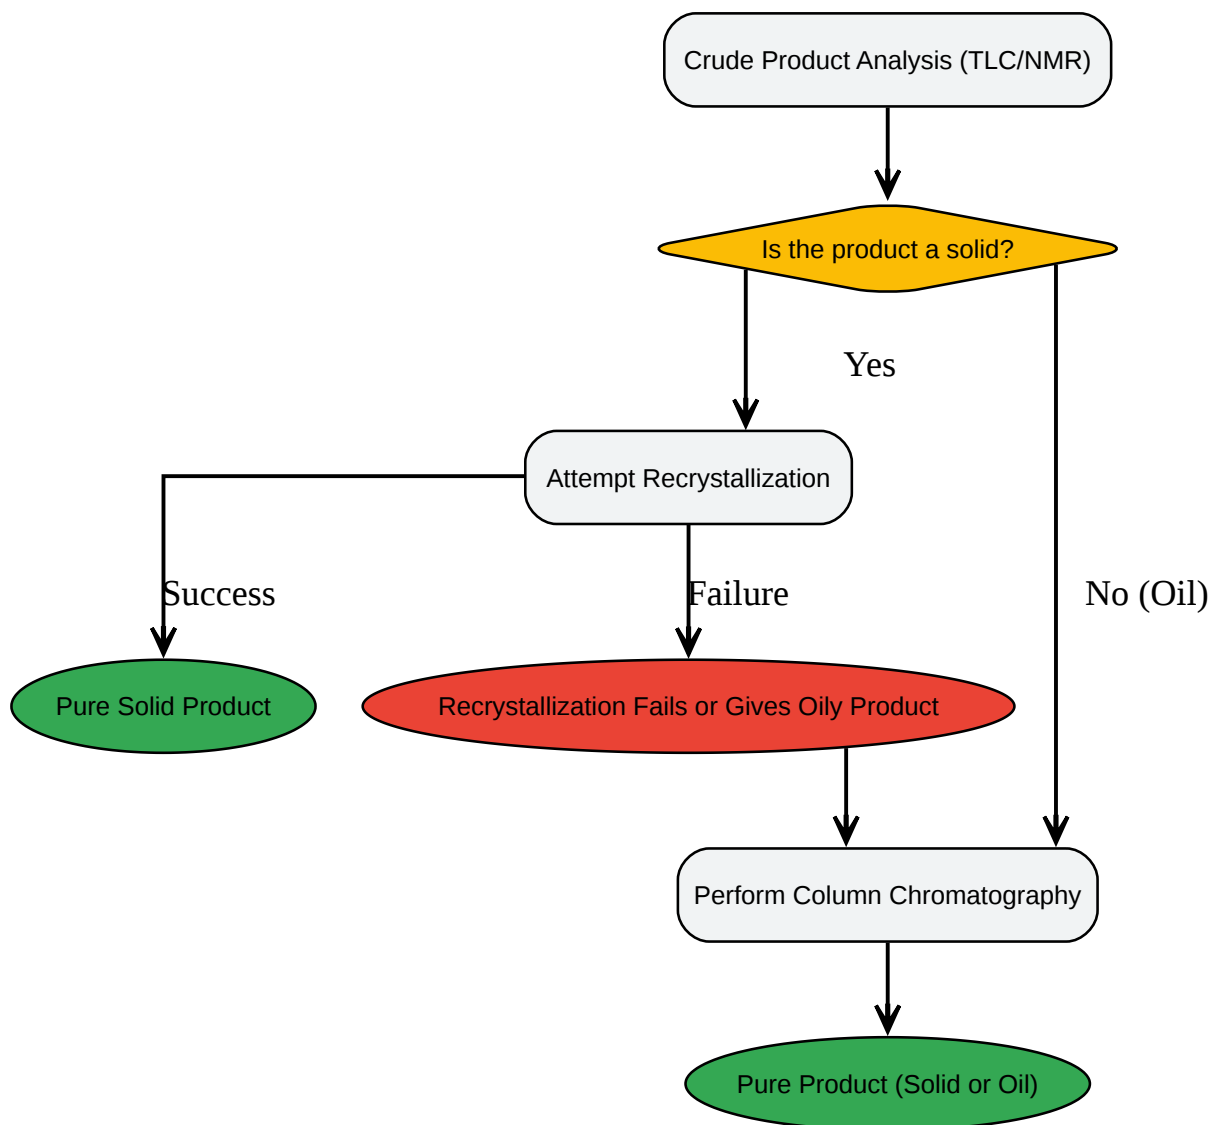 Crude Product Analysis (TLC/NMR)
Is the product a solid?
Yes
Attempt Recrystallization
Success
Failure
No (Oil)
Pure Solid Product
Recrystallization Fails or Gives Oily Product
Perform Column Chromatography
Pure Product (Solid or Oil)